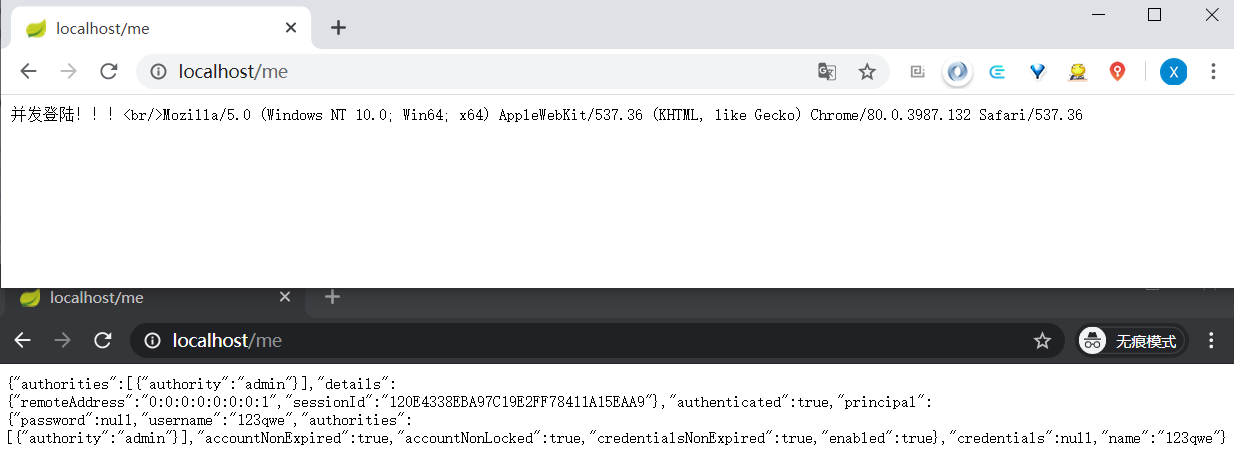 localhost/me
localhost/me
X
并发登陆！！！ <br/>Mozilla/5.0 (Windows NT 10.0; Win64; x64) AppleWebKit/537.36 (KHTML, like Gecko) Chrome/80.0.3987.132 Safari/537.36
localhost/me
localhost/me
无痕模式
{"authorities":[{"authority":"admin"}],"details":
{"remoteAddress":"0:0:0:0:0:0:0:1","sessionId":"120E4338EBA97C19E2FF78411A15EAA9"},"authenticated":true,"principal":
{"password":null,"username":"123qwe","authorities":
[{"authority":"admin"}],"accountNonExpired":true,"accountNonLocked":true,"credentialsNonExpired":true,"enabled":true},"credentials":null,"name":"123qwe"}